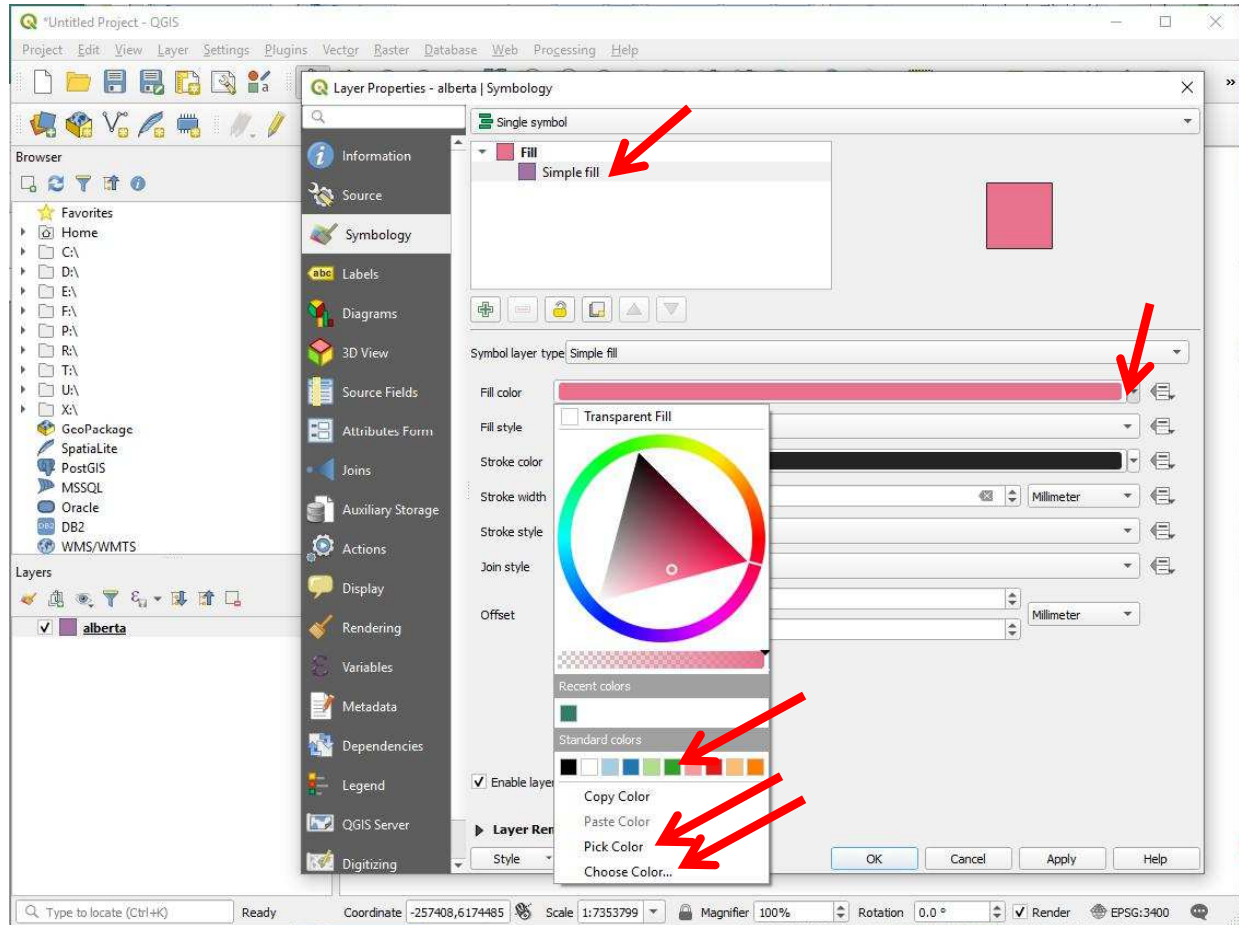 *Untitled Project - QGIS
Project Edit View Layer Settings Plugins Vector Raster Database Web Processing Help
a
»
Layer Properties - alberta | Symbology
Browser
Favorites
Home
C:\
D:\
E:\
F:\
P:\
R:\
T:\
U:\
X:\
GeoPackage
SpatiaLite
PostGIS
MSSQL
Oracle
DB2
DB2
WMS/WMTS
Layers
alberta
Information
Source
Symbology
abc Labels
Diagrams
3D View
Source Fields
Attributes Form
Joins
Auxiliary Storage
Actions
Display
Rendering
Variables
Metadata
Dependencies
Legend
QGIS Server
Digitizing
Single symbol
Fill
Simple fill
Symbol layer type Simple fill
Fill color
Fill style
Stroke color
Stroke width Millimeter
Stroke style
Join style
Offset Millimeter
Transparent Fill
Recent colors
Standard colors
Copy Color
Paste Color
Pick Color
Choose Color...
Enable laye
Layer Ren
Style OK Cancel Apply Help
Type to locate (Ctrl+K) Ready Coordinate -257408,6174485 Scale 1:7353799 Magnifier 100% Rotation 0.0 ° Render EPSG:3400